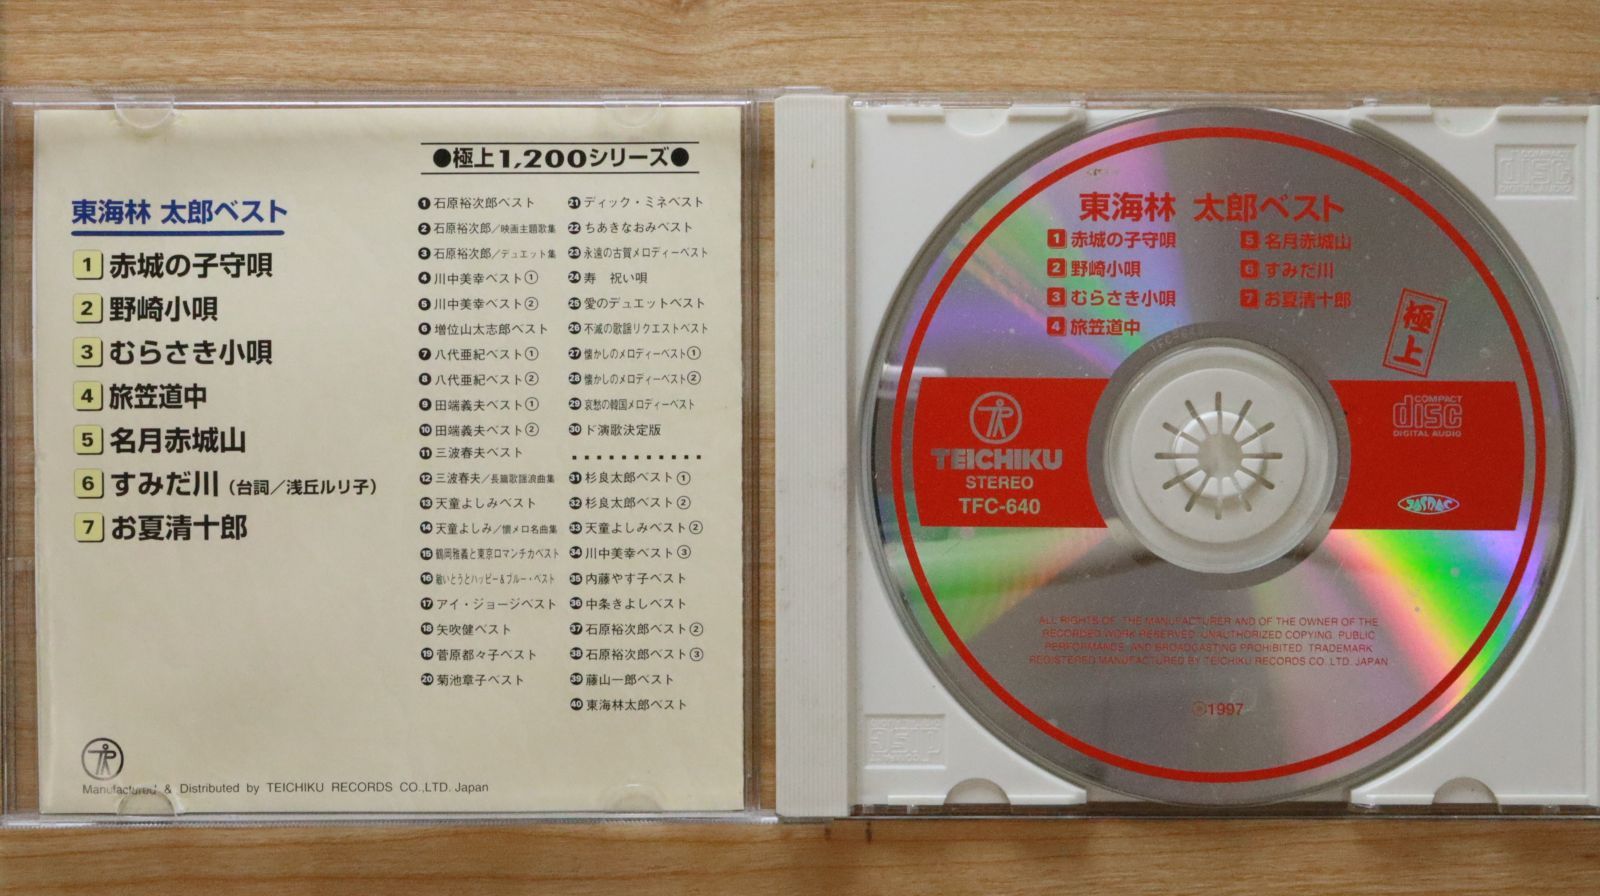 東海林 太郎ベスト
1 赤城の子守唄
2 野崎小唄
3 むらさき小唄
4 旅笠道中
5 名月赤城山
6 すみだ川（台詞／浅丘ルリ子）
7 お夏清十郎
●極上1,200シリーズ●
1 石原裕次郎ベスト
2 石原裕次郎／映画主題歌集
3 石原裕次郎／デュエット集
4 川中美幸ベスト①
5 川中美幸ベスト②
6 増位山太志郎ベスト
7 八代亜紀ベスト①
8 八代亜紀ベスト②
9 田端義夫ベスト①
10 田端義夫ベスト②
11 三波春夫ベスト
12 三波春夫／長篇歌謡浪曲集
13 天童よしみベスト
14 天童よしみ／懐メロ名曲集
15 鶴岡雅義と東京ロマンチカベスト
16 敏いとうとハッピー＆ブルー・ベスト
17 アイ・ジョージベスト
18 矢吹健ベスト
19 菅原都々子ベスト
20 菊池章子ベスト
21 ディック・ミネベスト
22 ちあきなおみベスト
23 永遠の古賀メロディーベスト
24 寿　祝い唄
25 愛のデュエットベスト
26 不滅の歌謡リクエストベスト
27 懐かしのメロディーベスト①
28 懐かしのメロディーベスト②
29 哀愁の韓国メロディーベスト
30 ド演歌決定版
31 杉良太郎ベスト①
32 杉良太郎ベスト②
33 天童よしみベスト②
34 川中美幸ベスト③
35 内藤やす子ベスト
36 中条きよしベスト
37 石原裕次郎ベスト②
38 石原裕次郎ベスト③
39 藤山一郎ベスト
40 東海林太郎ベスト
Manufactured & Distributed by TEICHIKU RECORDS CO.,LTD. Japan
東海林 太郎ベスト
1 赤城の子守唄
2 野崎小唄
3 むらさき小唄
4 旅笠道中
5 名月赤城山
6 すみだ川
7 お夏清十郎
極上
TEICHIKU
STEREO
TFC-640
COMPACT
disc
DIGITAL AUDIO
JASRAC
ALL RIGHTS OF THE MANUFACTURER AND OF THE OWNER OF THE
RECORDED WORK RESERVED. UNAUTHORIZED COPYING, PUBLIC
PERFORMANCE, AND BROADCASTING PROHIBITED. TRADEMARK
REGISTERED MANUFACTURED BY TEICHIKU RECORDS CO., LTD. JAPAN
Ⓟ1997
COMPACT
disc
DIGITAL AUDIO